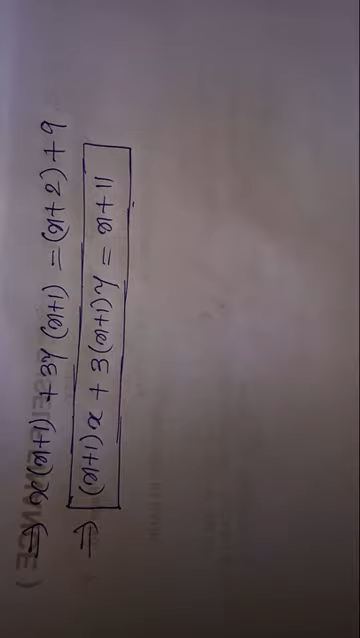 ⇒ x(n+1) + 3y(n+1) = (n+2) + 9
⇒ (n+1)x + 3(n+1)y = n+11